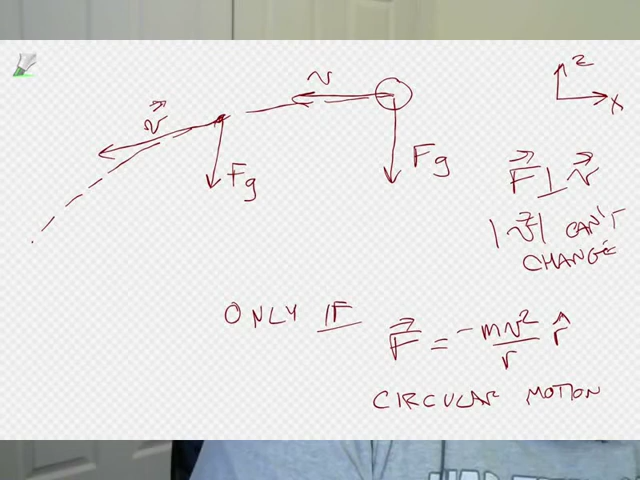 v
z
x
v⃗
Fg
Fg
F⃗ ⊥ v⃗
|v⃗| CAN'T
CHANGE
ONLY IF F⃗ = -mv²/r r̂
CIRCULAR MOTION